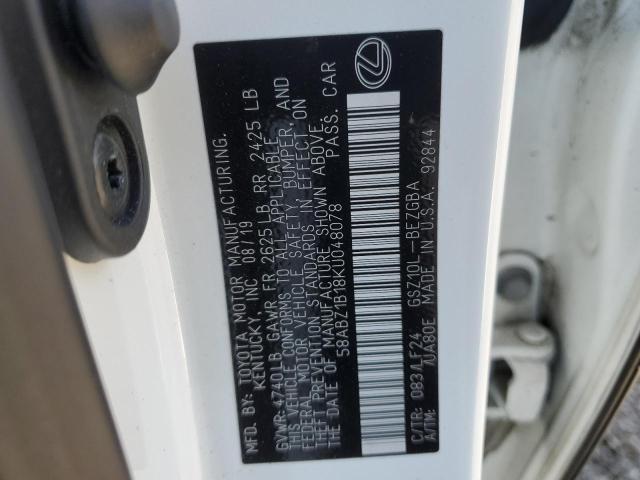 MFD. BY: TOYOTA MOTOR MANUFACTURING,
KENTUCKY, INC. 08/19
GVWR 4740 LB GAWR FR 2625 LB RR 2425 LB
THIS VEHICLE CONFORMS TO ALL APPLICABLE
FEDERAL MOTOR VEHICLE SAFETY, BUMPER, AND
THEFT PREVENTION STANDARDS IN EFFECT ON
THE DATE OF MANUFACTURE SHOWN ABOVE.
58ABZ1B18KU048078 PASS. CAR
C/TR: 083/LF24 GSZ10L-BEZGBA
A/TM: /UA80E MADE IN U.S.A. 92844